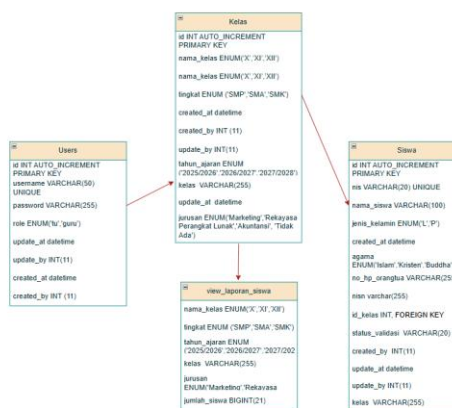 Kelas
id INT AUTO_INCREMENT
PRIMARY KEY
nama_kelas ENUM('X','XI','XII')
nama_kelas ENUM('X','XI','XII')
tingkat ENUM ('SMP','SMA','SMK')
created_at datetime
created_by INT (11)
update_by INT(11)
tahun_ajaran ENUM
('2025/2026','2026/2027','2027/2028')
kelas VARCHAR(255)
update_at datetime
jurusan ENUM('Marketing','Rekayasa
Perangkat Lunak','Akuntansi', 'Tidak
Ada')
Users
id INT AUTO_INCREMENT
PRIMARY KEY
username VARCHAR(50)
UNIQUE
password VARCHAR(255)
role ENUM('tu','guru')
update_at datetime
update_by INT(11)
created_at datetime
created_by INT (11)
Siswa
id INT AUTO_INCREMENT
PRIMARY KEY
nis VARCHAR(20) UNIQUE
nama_siswa VARCHAR(100)
jenis_kelamin ENUM('L','P')
created_at datetime
agama
ENUM('Islam','Kristen','Buddha'
no_hp_orangtua VARCHAR(255
nisn varchar(255)
id_kelas INT, FOREIGN KEY
status_validasi VARCHAR(20)
created_by INT(11)
update_at datetime
update_by INT(11)
kelas VARCHAR(255)
view_laporan_siswa
nama_kelas ENUM('X','XI','XII')
tingkat ENUM ('SMP','SMA','SMK')
tahun_ajaran ENUM
('2025/2026','2026/2027','2027/202
kelas VARCHAR(255)
jurusan
ENUM('Marketing','Rekayasa
jumlah_siswa BIGINT(21)